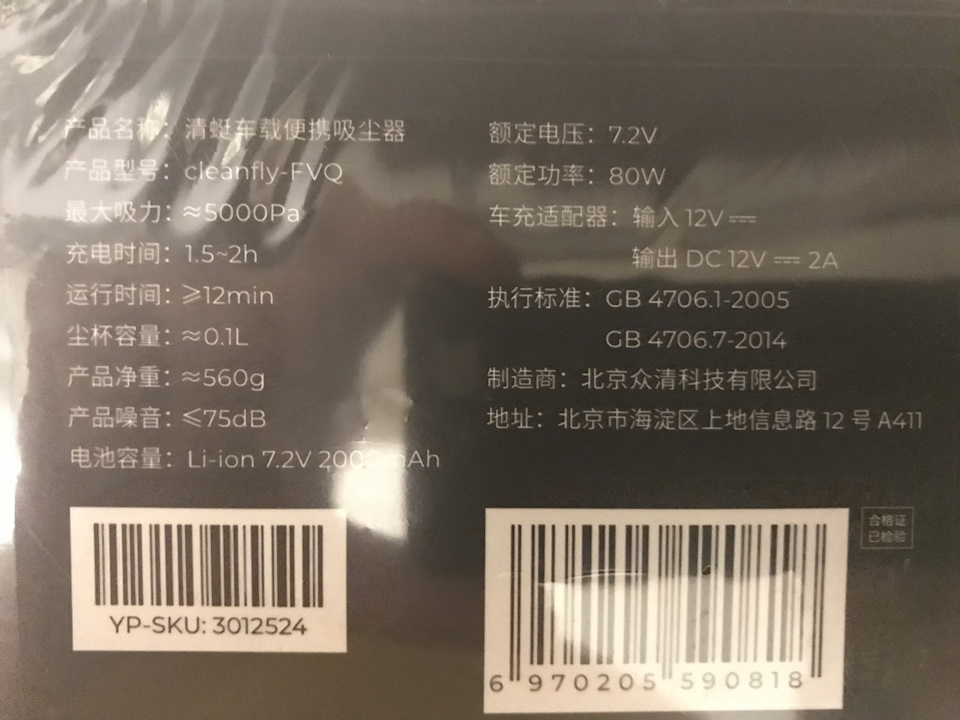 产品名称：清蜓车载便携吸尘器
产品型号：cleanfly-FVQ
最大吸力：≈5000Pa
充电时间：1.5~2h
运行时间：≥12min
尘杯容量：≈0.1L
产品净重：≈560g
产品噪音：≤75dB
电池容量：Li-ion 7.2V 2000mAh
额定电压：7.2V
额定功率：80W
车充适配器：输入 12V⎓
输出 DC 12V ⎓ 2A
执行标准：GB 4706.1-2005
GB 4706.7-2014
制造商：北京众清科技有限公司
地址：北京市海淀区上地信息路 12 号 A411
合格证
已检验
YP-SKU: 3012524
6 970205 590818